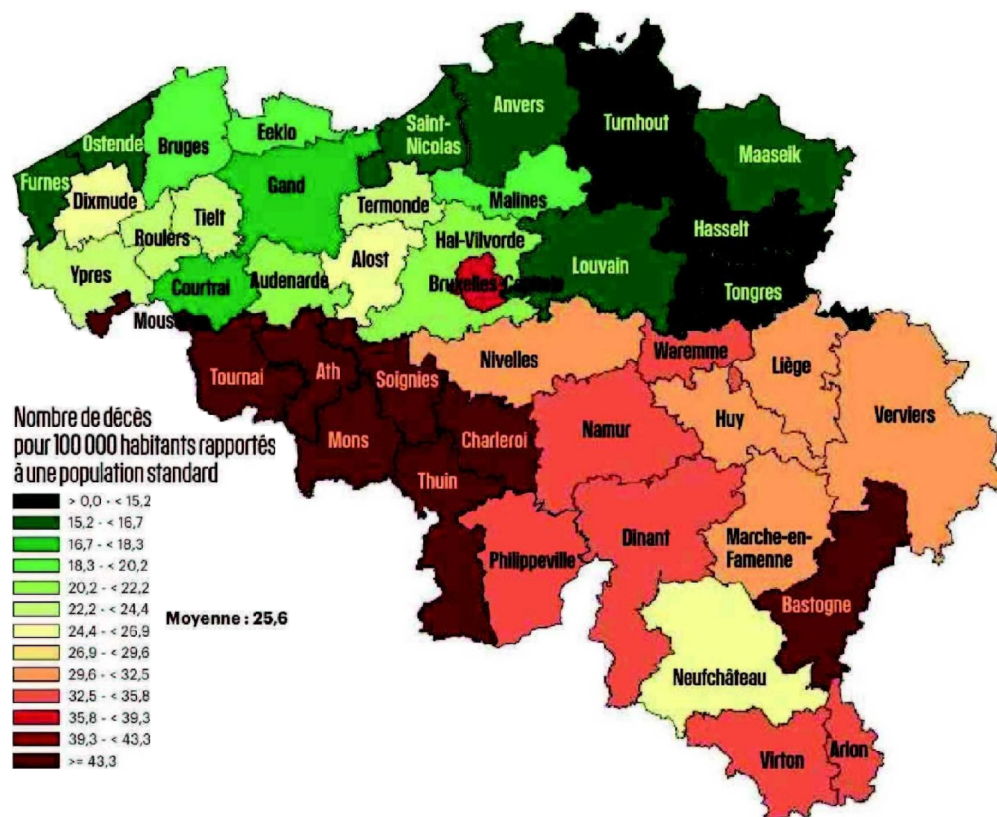 Anvers
Turnhout
Maaseik
Saint-
Nicolas
Eeklo
Bruges
Ostende
Furnes
Dixmude
Gand
Termonde
Malines
Tielt
Roulers
Ypres
Hal-Vilvorde
Hasselt
Alost
Louvain
Courtrai
Audenarde
Tongres
Nivelles
Waremme
Liège
Tournai
Ath
Soignies
Huy
Verviers
Namur
Mons
Charleroi
Thuin
Dinant
Marche-en-
Famenne
Philippeville
Bastogne
Neufchâteau
Virton
Arlon
Nombre de décès
pour 100 000 habitants rapportés
à une population standard
> 0,0 - < 15,2
15,2 - < 16,7
16,7 - < 18,3
18,3 - < 20,2
20,2 - < 22,2
22,2 - < 24,4
24,4 - < 26,9
26,9 - < 29,6
29,6 - < 32,5
32,5 - < 35,8
35,8 - < 39,3
39,3 - < 43,3
>= 43,3
Moyenne : 25,6